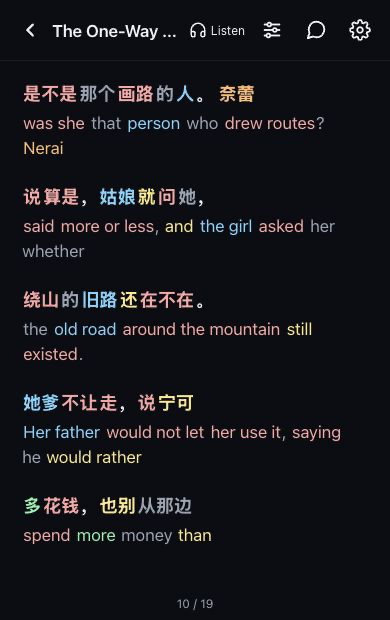 The One-Way ... Listen
是不是那个画路的人。奈蕾
was she that person who drew routes?
Nerai
说算是，姑娘就问她，
said more or less, and the girl asked her
whether
绕山的旧路还在不在。
the old road around the mountain still
existed.
她爹不让走，说宁可
Her father would not let her use it, saying
he would rather
多花钱，也别从那边
spend more money than
10 / 19